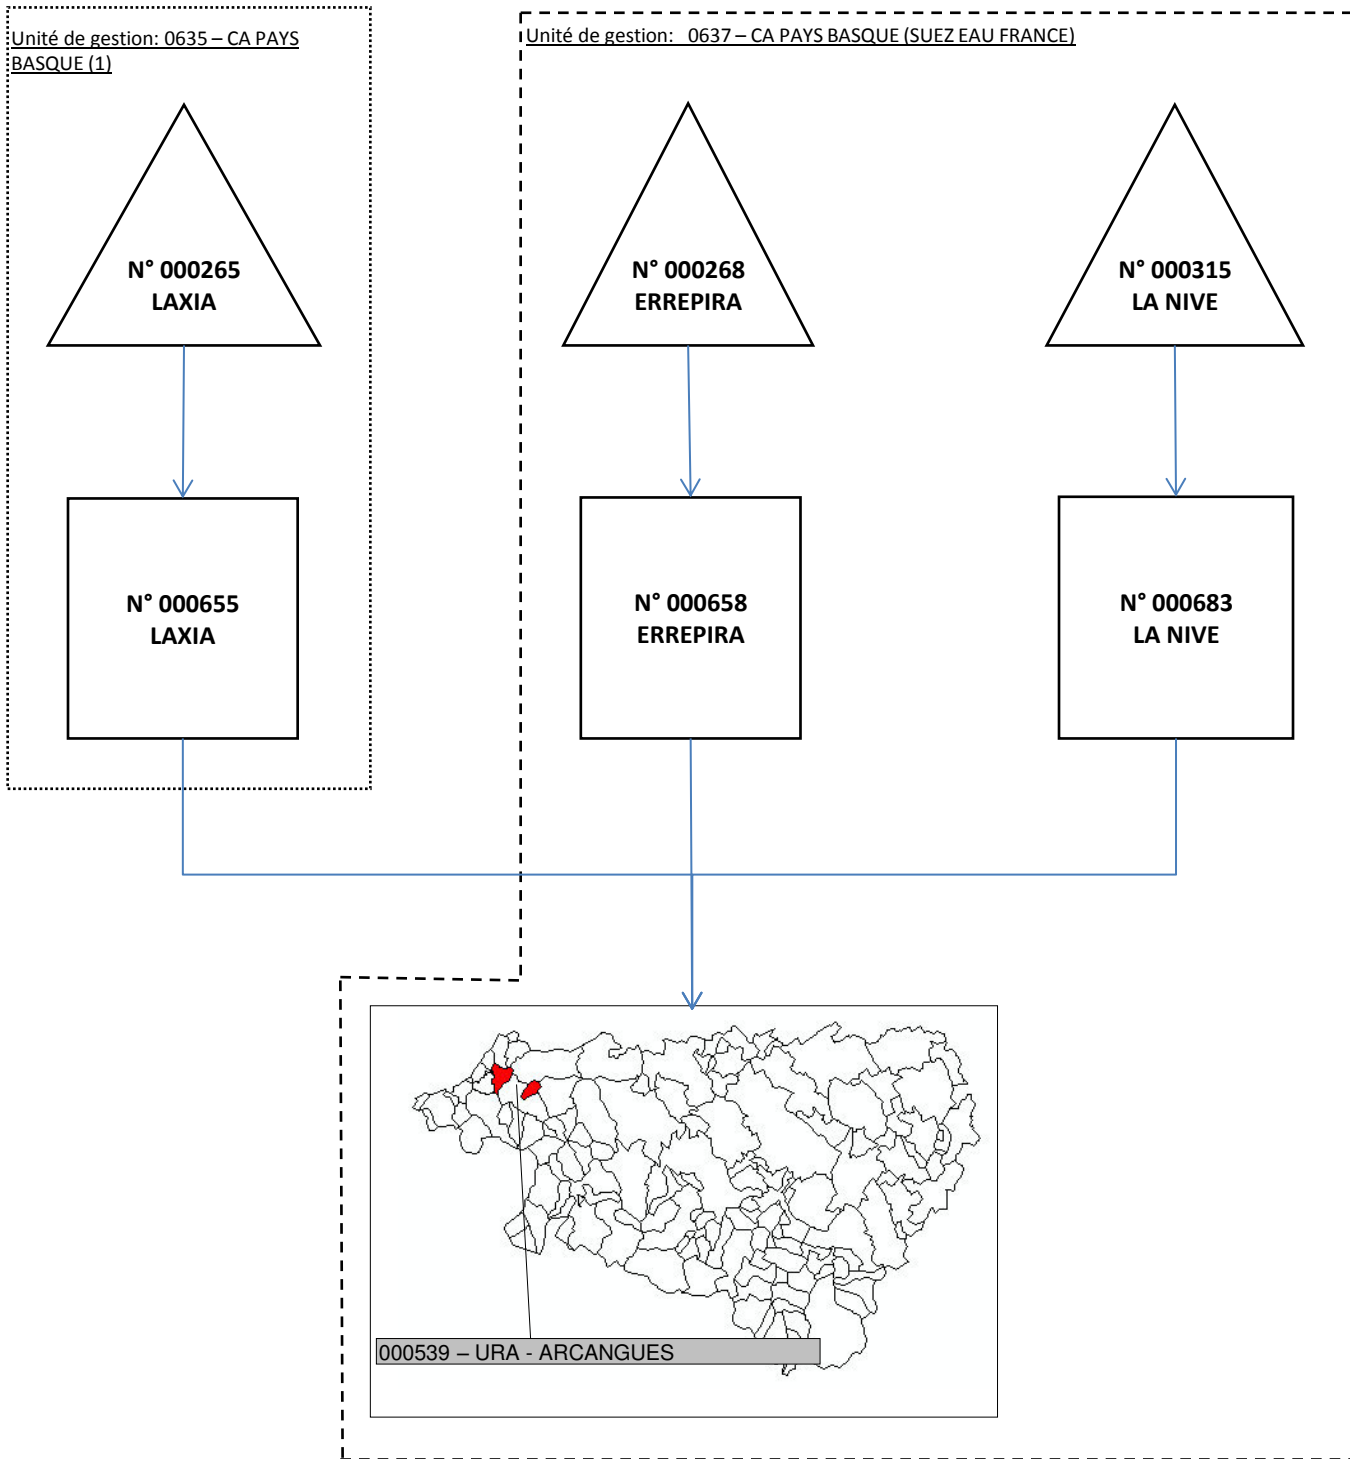 Unité de gestion: 0635 – CA PAYS
BASQUE (1)
Unité de gestion:   0637 – CA PAYS BASQUE (SUEZ EAU FRANCE)
N° 000265
LAXIA
N° 000268
ERREPIRA
N° 000315
LA NIVE
N° 000655
LAXIA
N° 000658
ERREPIRA
N° 000683
LA NIVE
000539 – URA - ARCANGUES